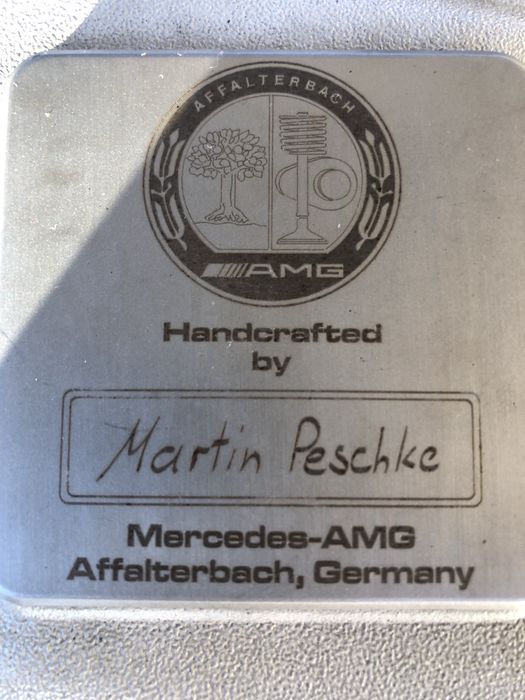 AFFALTERBACH
AMG
Handcrafted
by
Martin Peschke
Mercedes-AMG
Affalterbach, Germany